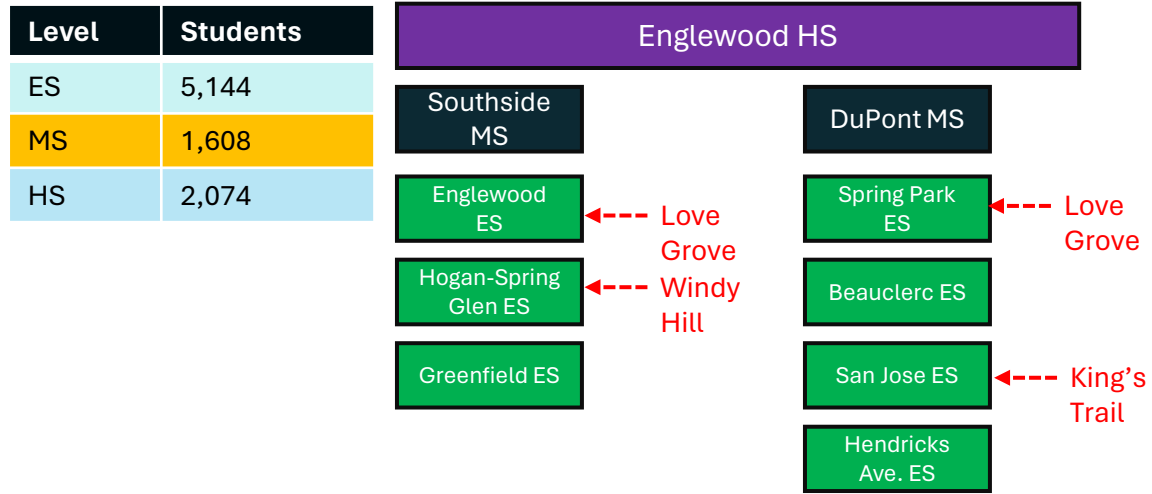 Level Students
ES 5,144
MS 1,608
HS 2,074
Englewood HS
Southside
MS
Englewood
ES
Love
Grove
Hogan-Spring
Glen ES
Windy
Hill
Greenfield ES
DuPont MS
Spring Park
ES
Love
Grove
Beauclerc ES
San Jose ES
King’s
Trail
Hendricks
Ave. ES